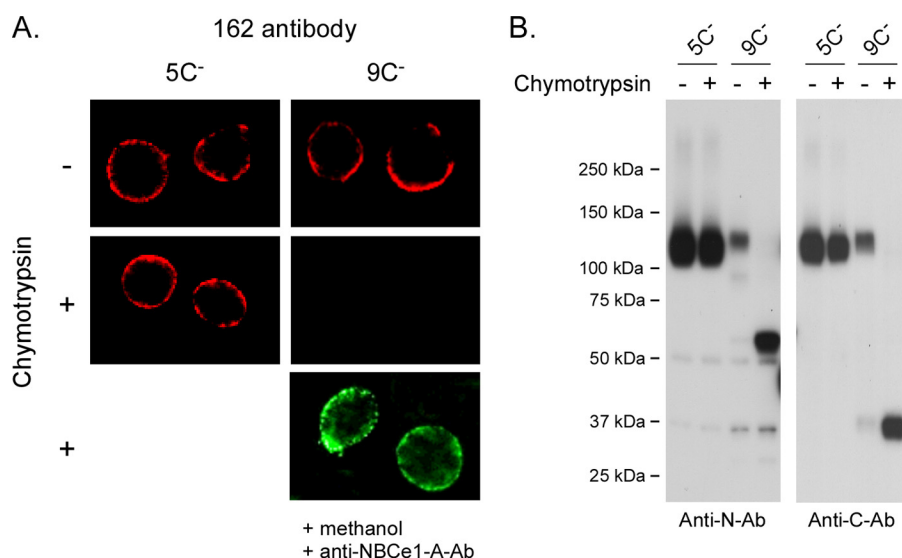 A.
162 antibody
5C⁻ 9C⁻
Chymotrypsin
-
+
+
+ methanol
+ anti-NBCe1-A-Ab
B.
5C⁻ 9C⁻ 5C⁻ 9C⁻
Chymotrypsin - + - + - + - +
250 kDa –
150 kDa –
100 kDa –
75 kDa –
50 kDa –
37 kDa –
25 kDa –
Anti-N-Ab Anti-C-Ab